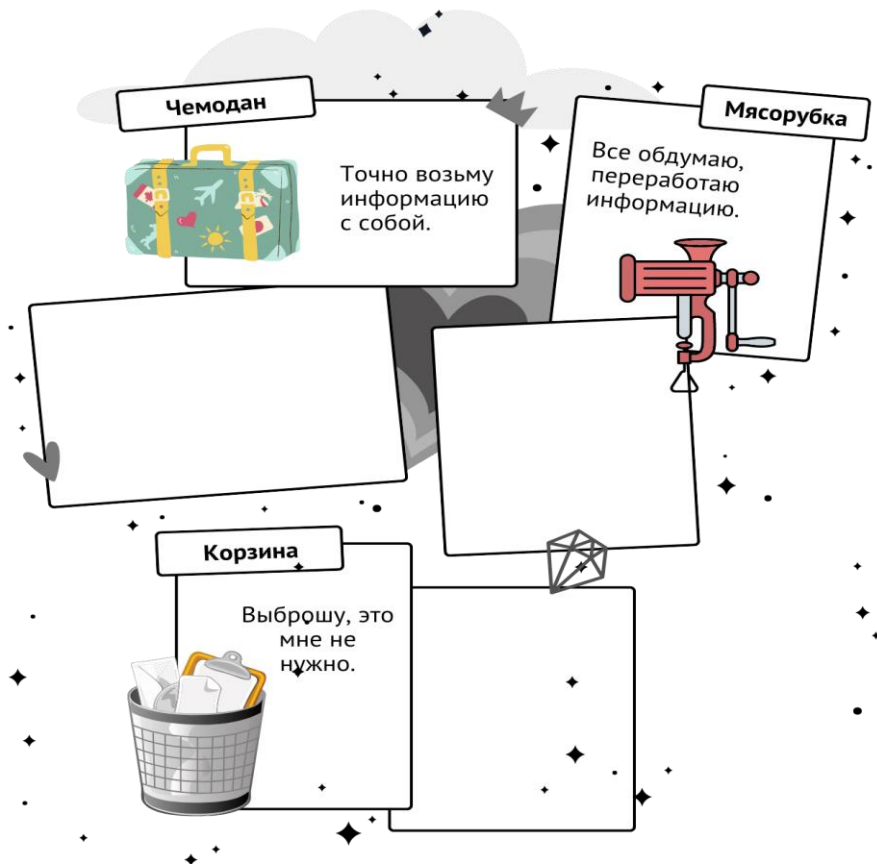 Чемодан
Точно возьму
информацию
с собой.
Мясорубка
Все обдумаю,
переработаю
информацию.
Корзина
Выброшу, это
мне не
нужно.